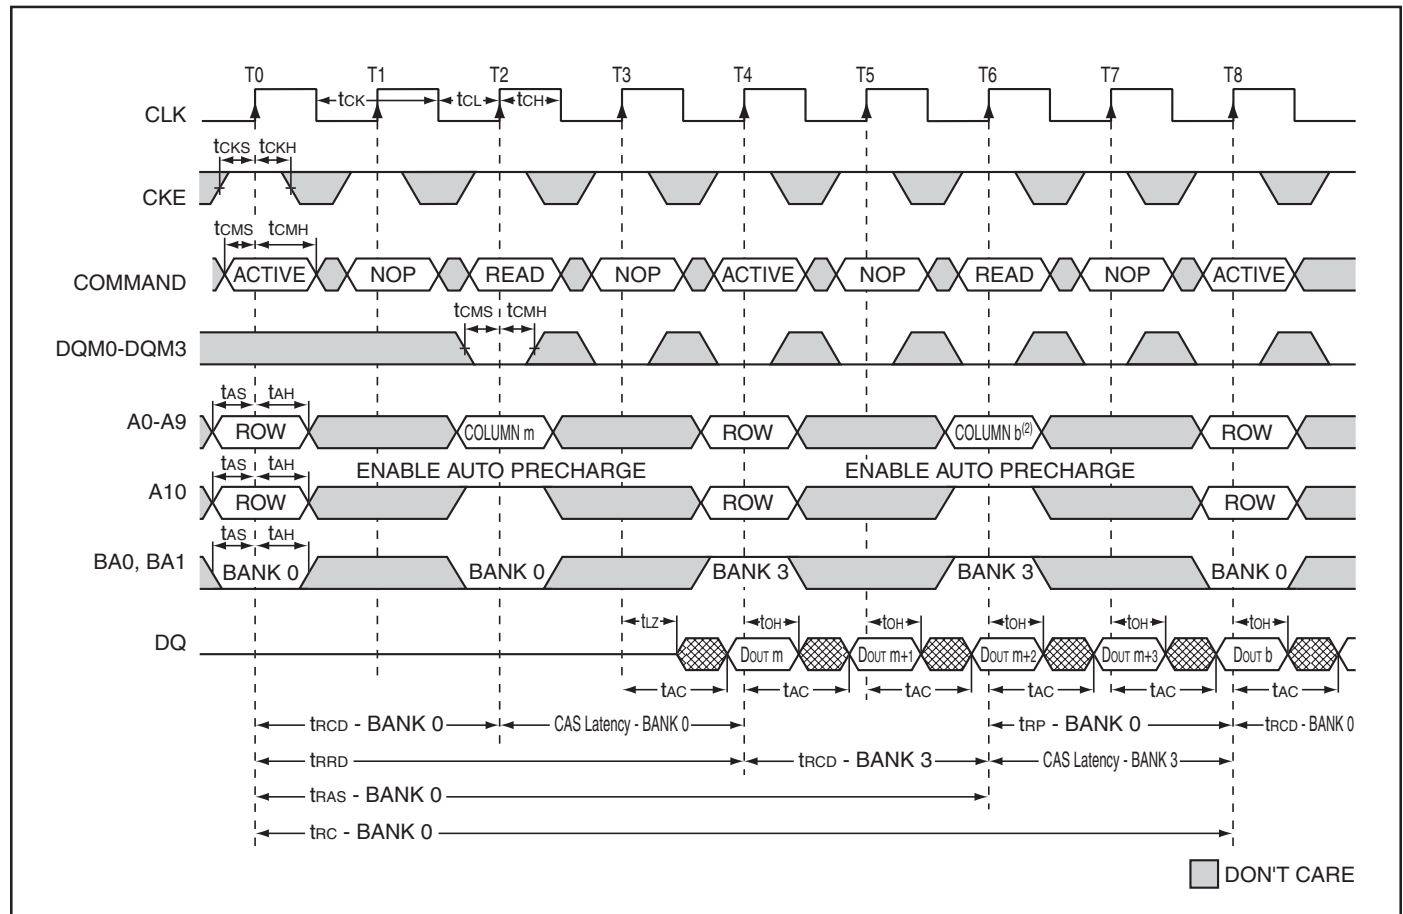 T0 T1 T2 T3 T4 T5 T6 T7 T8
CLK tCK tCL tCH
tCKS tCKH
CKE
tCMS tCMH
COMMAND ACTIVE NOP READ NOP ACTIVE NOP READ NOP ACTIVE
tCMS tCMH
DQM0-DQM3
tAS tAH
A0-A9 ROW COLUMN m ROW COLUMN b(2) ROW
tAS tAH ENABLE AUTO PRECHARGE ENABLE AUTO PRECHARGE
A10 ROW ROW ROW
tAS tAH
BA0, BA1 BANK 0 BANK 0 BANK 3 BANK 3 BANK 0
tLZ tOH tOH tOH tOH tOH
DQ DOUT m DOUT m+1 DOUT m+2 DOUT m+3 DOUT b
tAC tAC tAC tAC tAC tAC
tRCD - BANK 0 CAS Latency - BANK 0 tRP - BANK 0 tRCD - BANK 0
tRRD tRCD - BANK 3 CAS Latency - BANK 3
tRAS - BANK 0
tRC - BANK 0
DON'T CARE